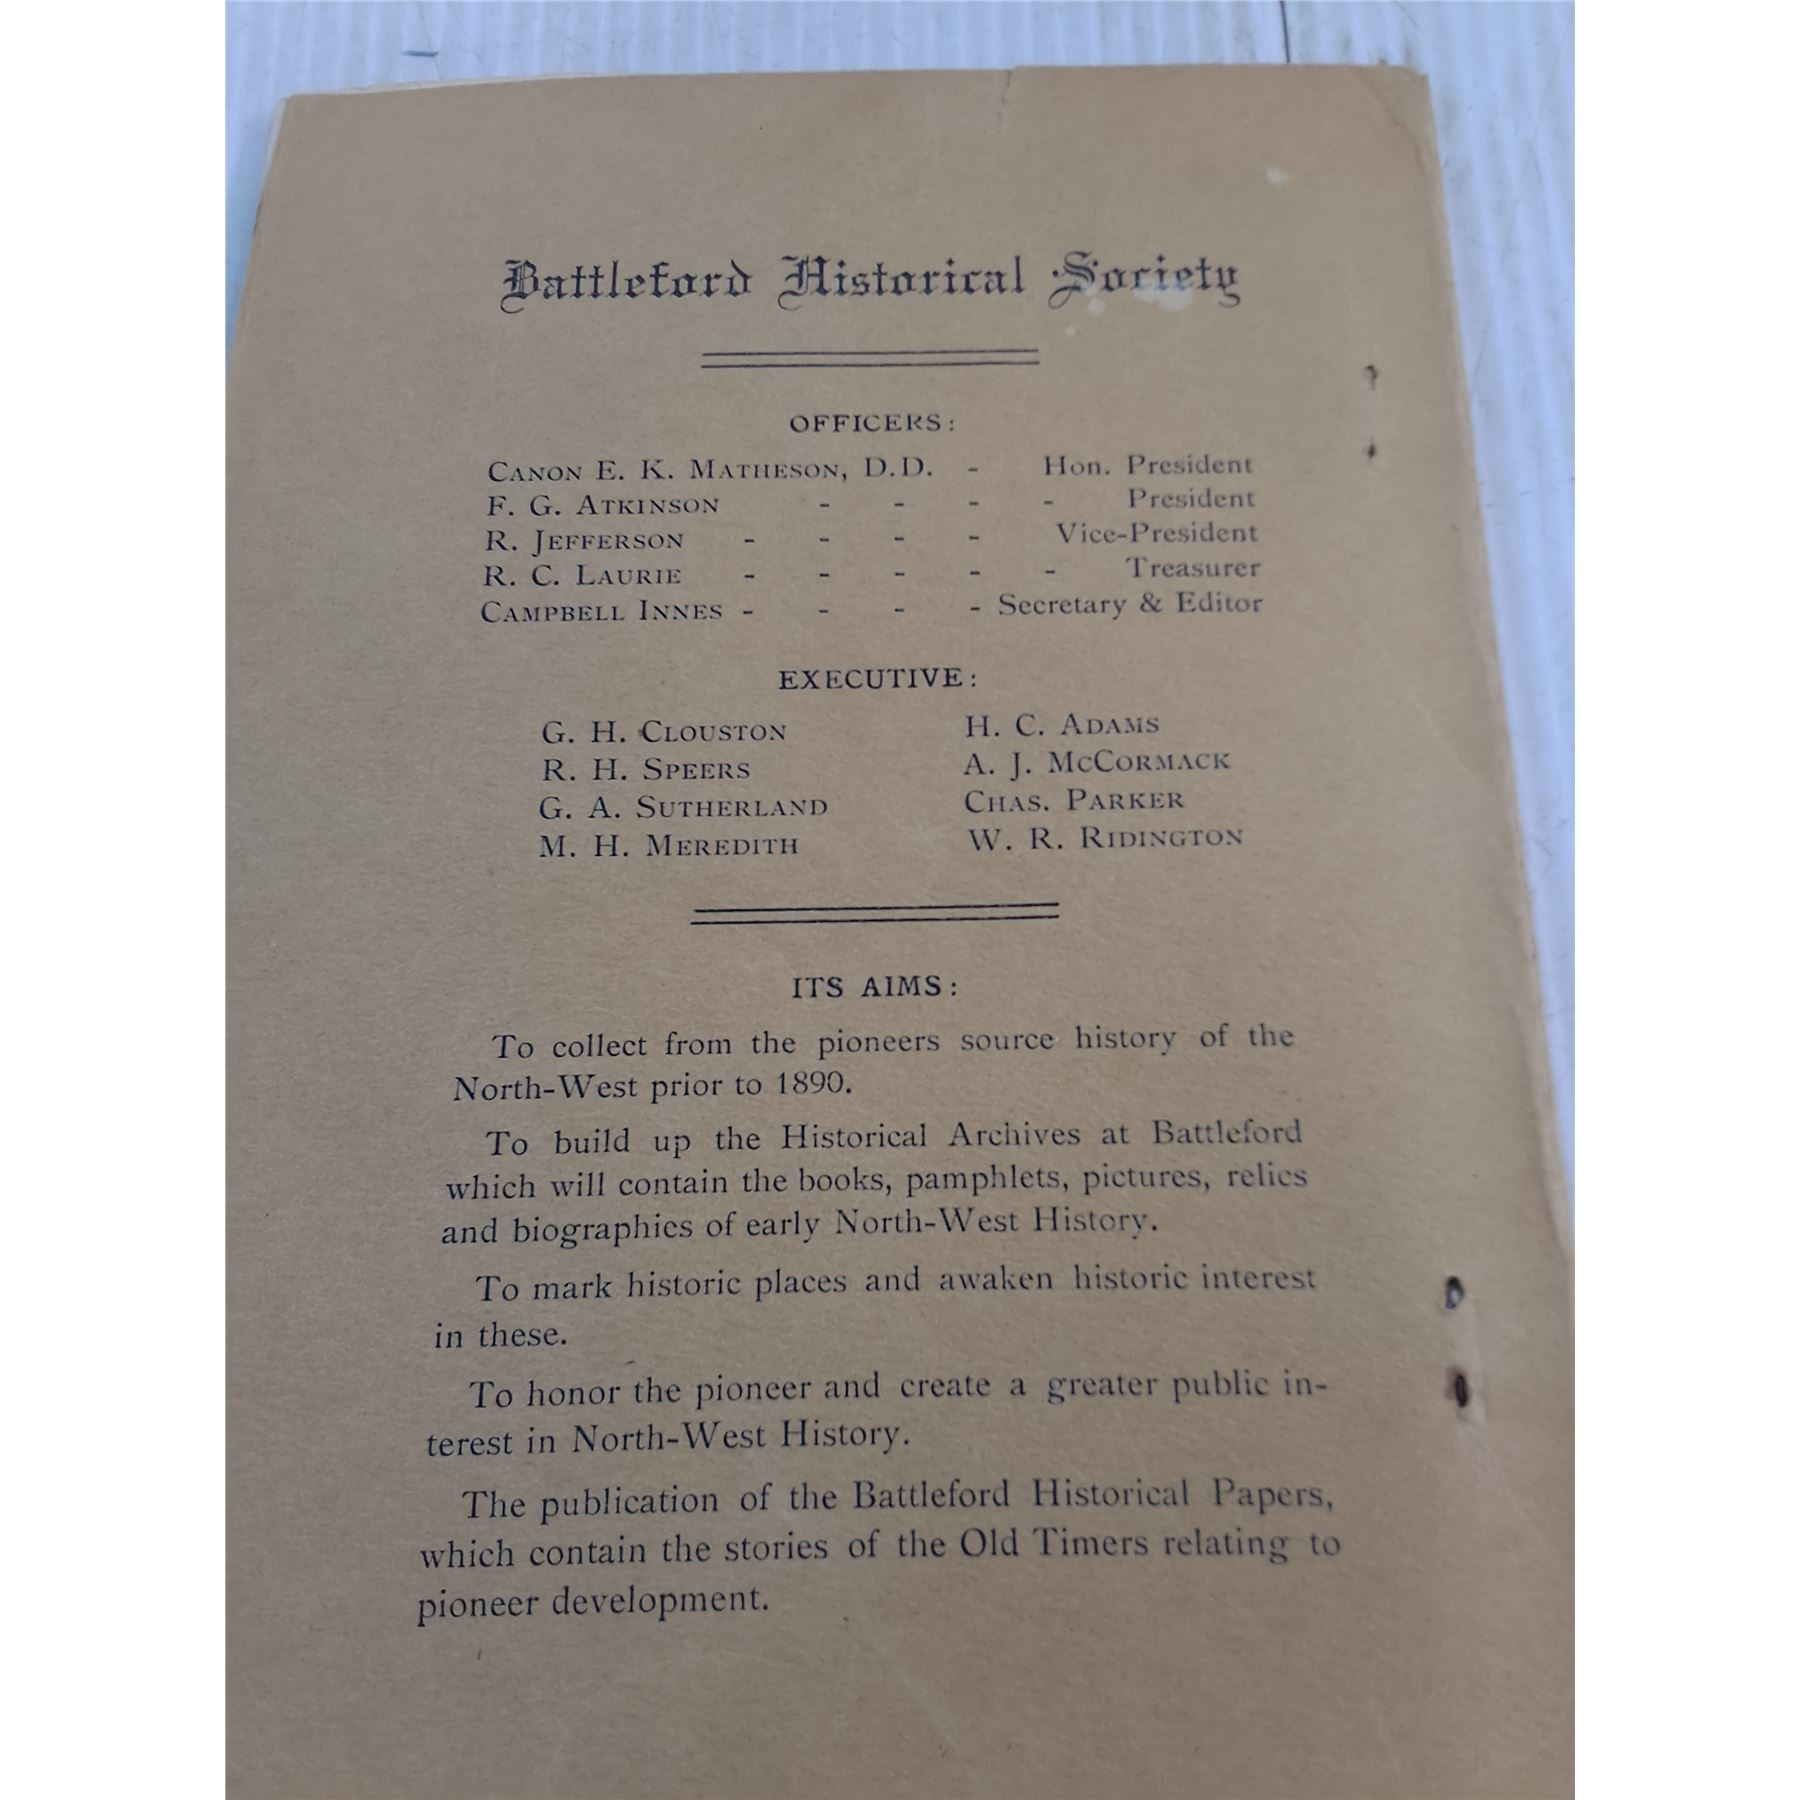 Battleford Historical Society
OFFICERS:
CANON E. K. MATHESON, D.D. - Hon. President
F. G. ATKINSON - - - - President
R. JEFFERSON - - - - Vice-President
R. C. LAURIE - - - - - Treasurer
CAMPBELL INNES - - - - Secretary & Editor
EXECUTIVE:
G. H. CLOUSTON H. C. ADAMS
R. H. SPEERS A. J. MCCORMACK
G. A. SUTHERLAND CHAS. PARKER
M. H. MEREDITH W. R. RIDINGTON
ITS AIMS:
To collect from the pioneers source history of the
North-West prior to 1890.
To build up the Historical Archives at Battleford
which will contain the books, pamphlets, pictures, relics
and biographies of early North-West History.
To mark historic places and awaken historic interest
in these.
To honor the pioneer and create a greater public in-
terest in North-West History.
The publication of the Battleford Historical Papers,
which contain the stories of the Old Timers relating to
pioneer development.